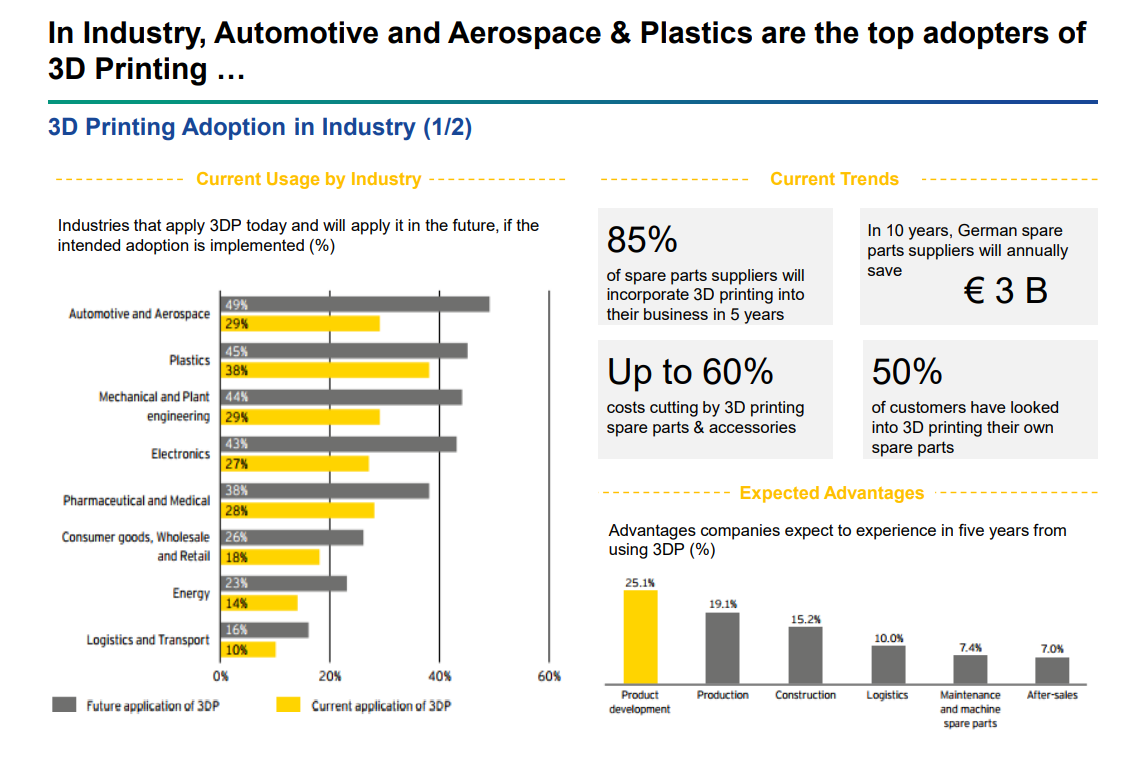 In Industry, Automotive and Aerospace & Plastics are the top adopters of
3D Printing …
3D Printing Adoption in Industry (1/2)
Current Usage by Industry
Industries that apply 3DP today and will apply it in the future, if the
intended adoption is implemented (%)
Automotive and Aerospace
49%
29%
Plastics
45%
38%
Mechanical and Plant
engineering
44%
29%
Electronics
43%
27%
Pharmaceutical and Medical
38%
28%
Consumer goods, Wholesale
and Retail
26%
18%
Energy
23%
14%
Logistics and Transport
16%
10%
0% 20% 40% 60%
Future application of 3DP Current application of 3DP
Current Trends
85%
of spare parts suppliers will
incorporate 3D printing into
their business in 5 years
In 10 years, German spare
parts suppliers will annually
save
€ 3 B
Up to 60%
costs cutting by 3D printing
spare parts & accessories
50%
of customers have looked
into 3D printing their own
spare parts
Expected Advantages
Advantages companies expect to experience in five years from
using 3DP (%)
25.1%
19.1%
15.2%
10.0%
7.4%
7.0%
Product
development
Production
Construction
Logistics
Maintenance
and machine
spare parts
After-sales